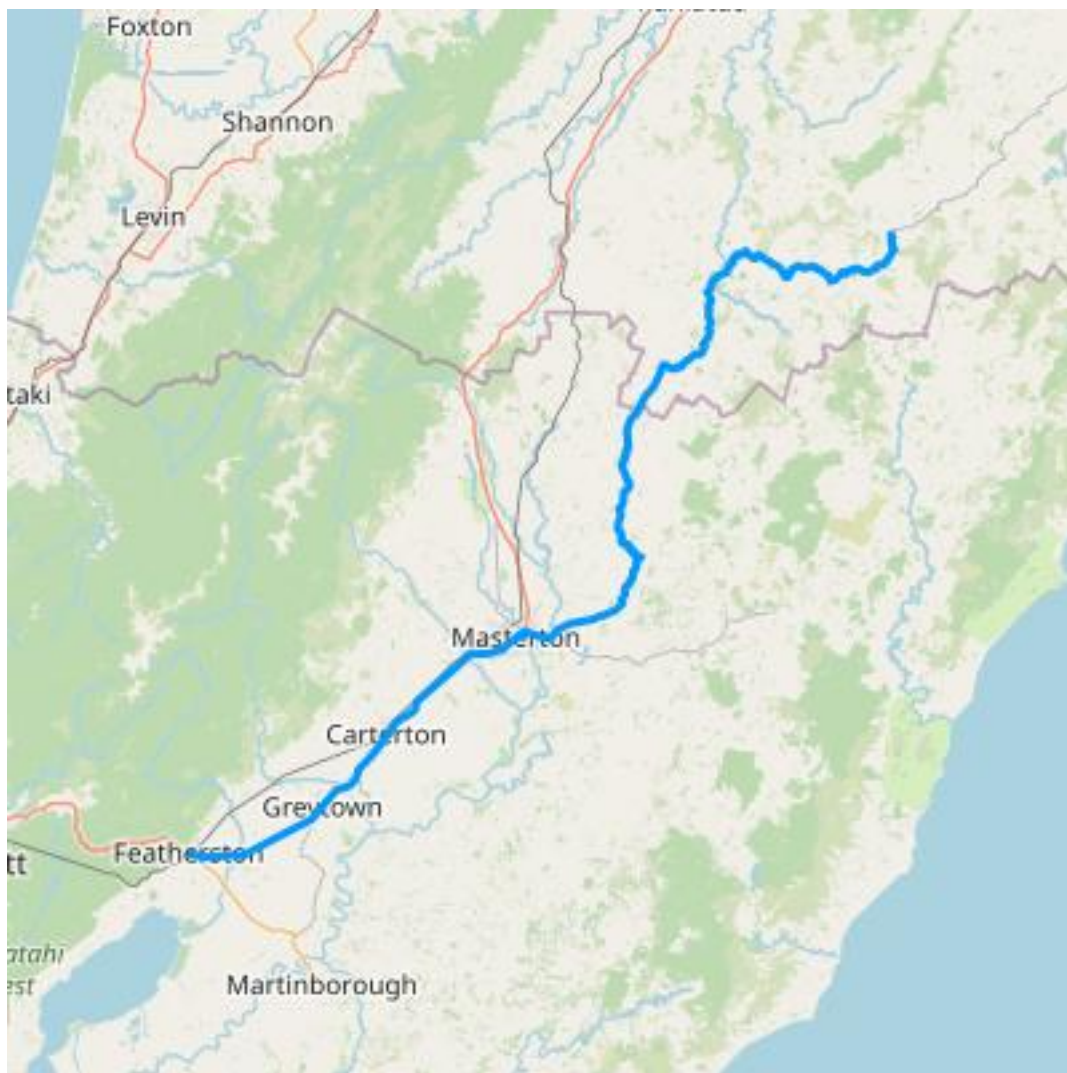 Foxton
Shannon
Levin
taki
Masterton
Carterton
Greytown
Featherston
tt
atahi
est
Martinborough